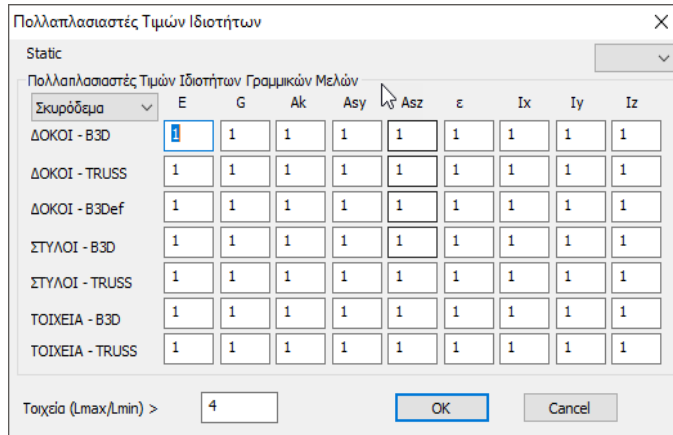 Πολλαπλασιαστές Τιμών Ιδιοτήτων
Static
Πολλαπλασιαστές Τιμών Ιδιοτήτων Γραμμικών Μελών
Σκυρόδεμα E G Ak Asy Asz ε Ix Iy Iz
ΔΟΚΟΙ - B3D 1 1 1 1 1 1 1 1 1
ΔΟΚΟΙ - TRUSS 1 1 1 1 1 1 1 1 1
ΔΟΚΟΙ - B3Def 1 1 1 1 1 1 1 1 1
ΣΤΥΛΟΙ - B3D 1 1 1 1 1 1 1 1 1
ΣΤΥΛΟΙ - TRUSS 1 1 1 1 1 1 1 1 1
ΤΟΙΧΕΙΑ - B3D 1 1 1 1 1 1 1 1 1
ΤΟΙΧΕΙΑ - TRUSS 1 1 1 1 1 1 1 1 1
Τοιχεία (Lmax/Lmin) > 4 OK Cancel